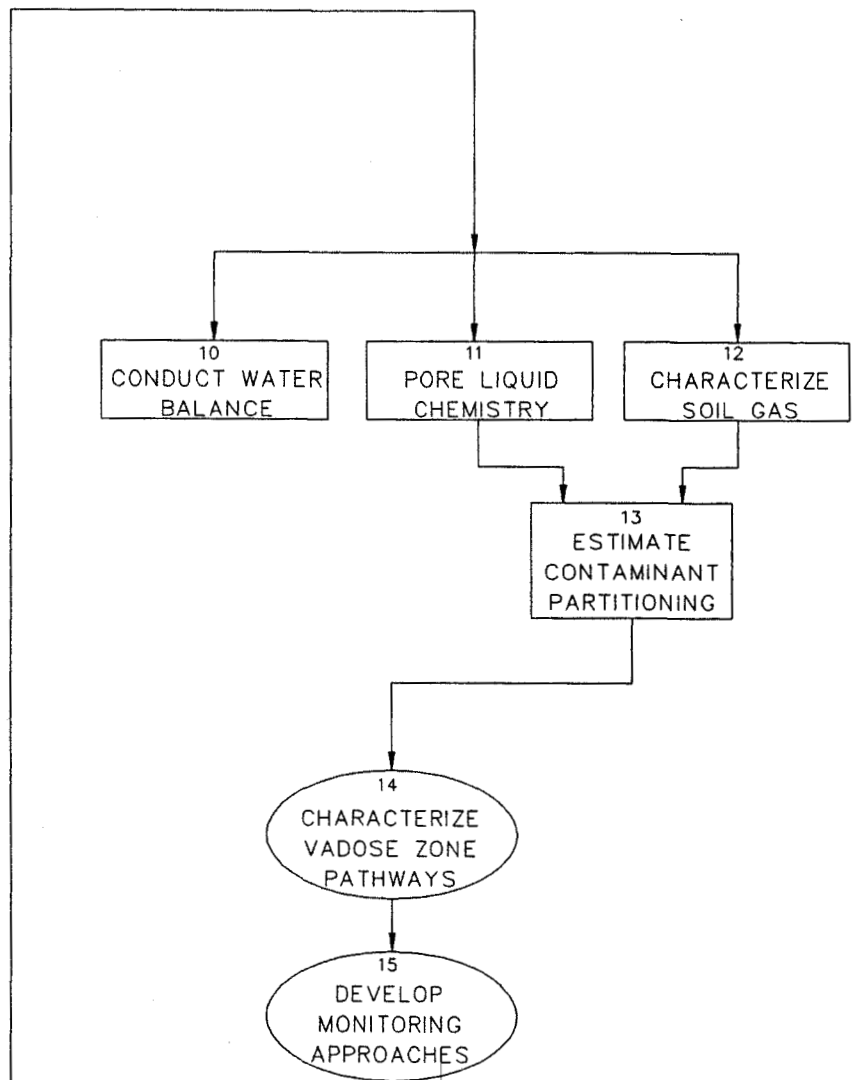 10
CONDUCT WATER
BALANCE
11
PORE LIQUID
CHEMISTRY
12
CHARACTERIZE
SOIL GAS
13
ESTIMATE
CONTAMINANT
PARTITIONING
14
CHARACTERIZE
VADOSE ZONE
PATHWAYS
15
DEVELOP
MONITORING
APPROACHES